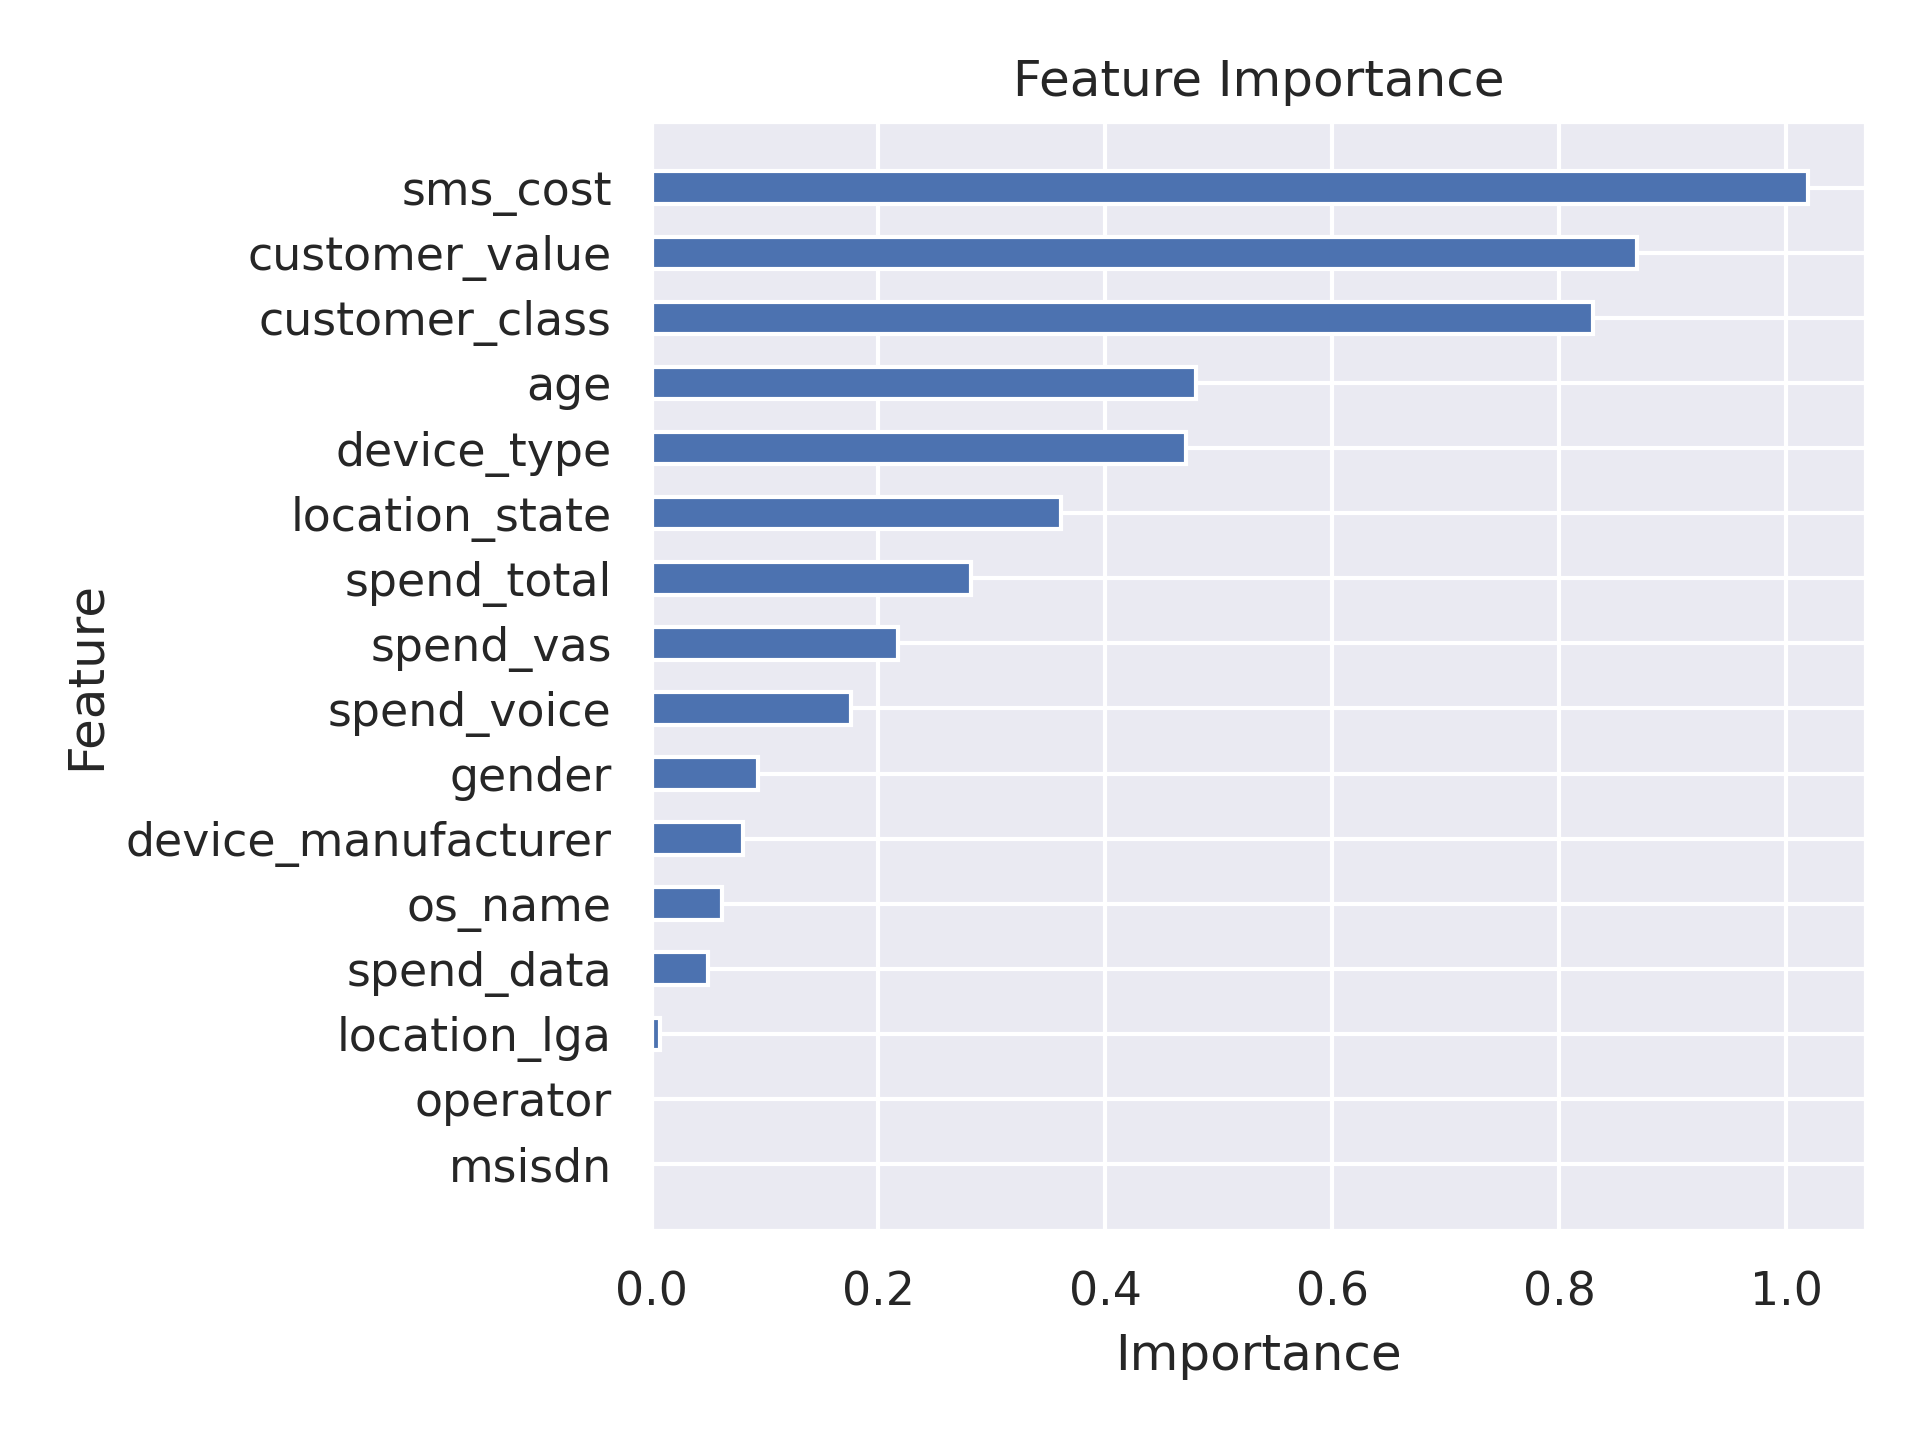 Feature Importance
sms_cost
customer_value
customer_class
age
device_type
location_state
spend_total
spend_vas
spend_voice
gender
device_manufacturer
os_name
spend_data
location_lga
operator
msisdn
Feature
0.0 0.2 0.4 0.6 0.8 1.0
Importance